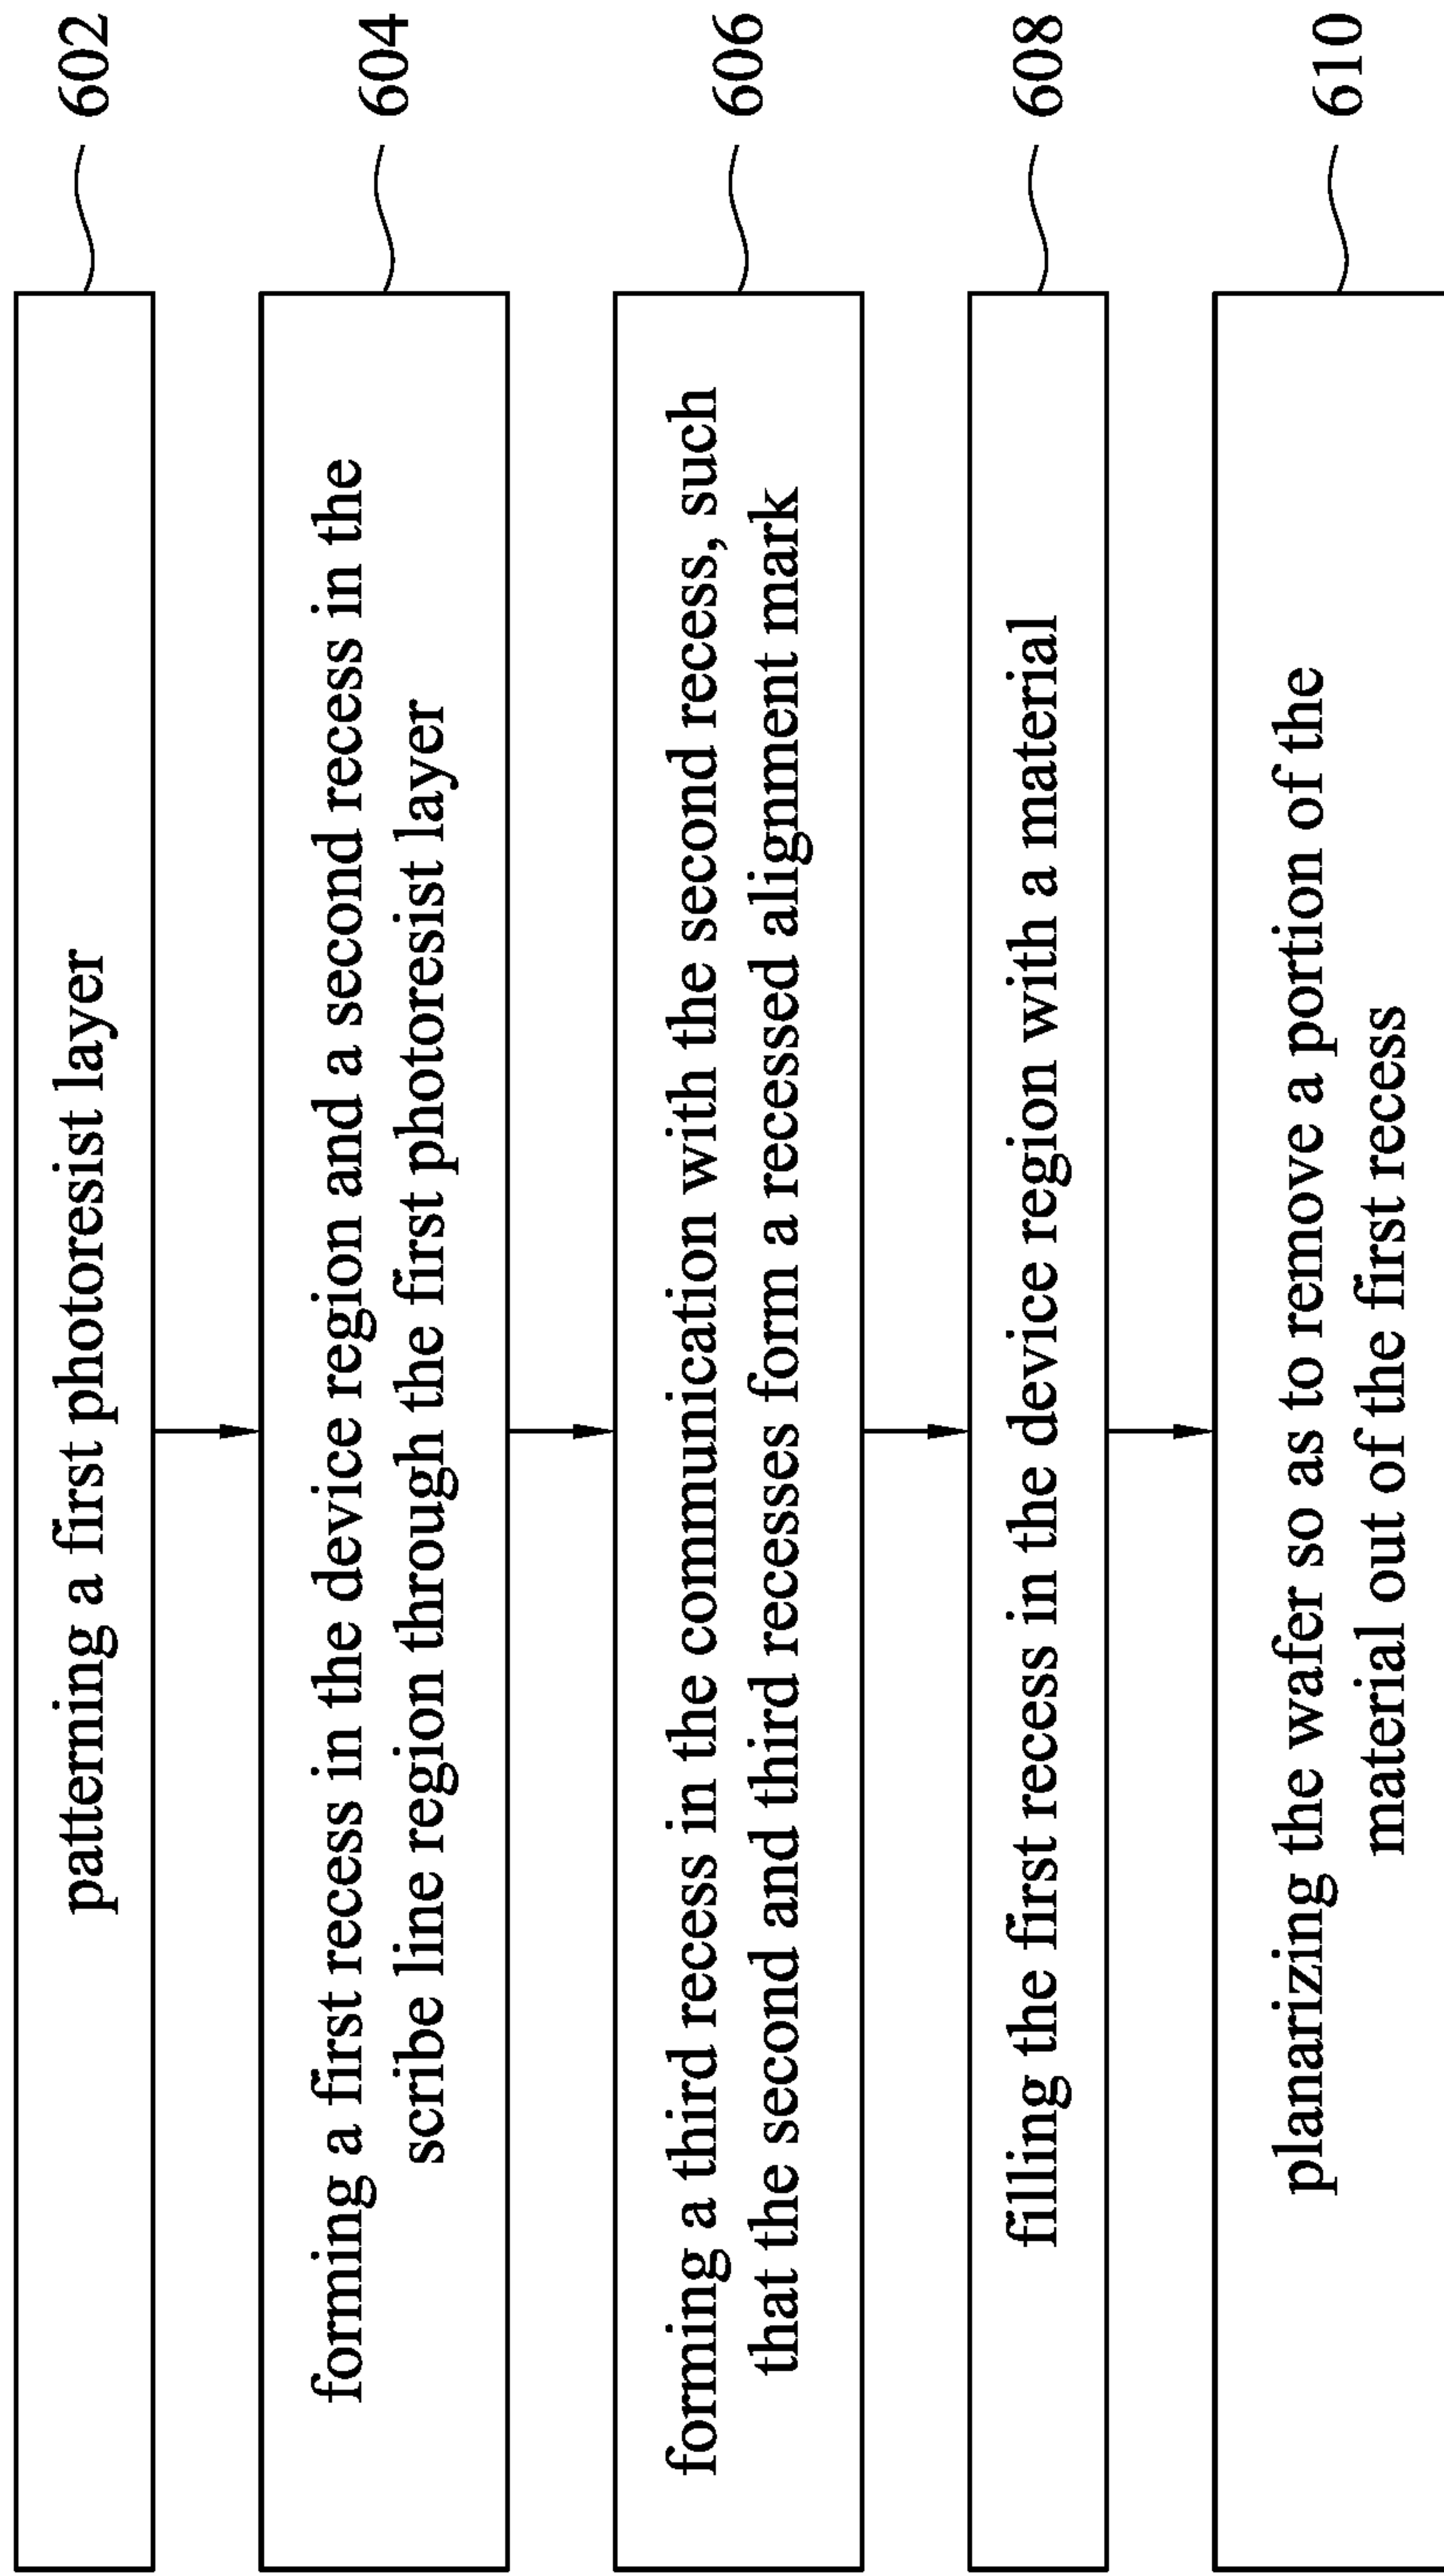 patterning a first photoresist layer
602
forming a first recess in the device region and a second recess in the
scribe line region through the first photoresist layer
604
forming a third recess in the communication with the second recess, such
that the second and third recesses form a recessed alignment mark
606
filling the first recess in the device region with a material
608
planarizing the wafer so as to remove a portion of the
material out of the first recess
610